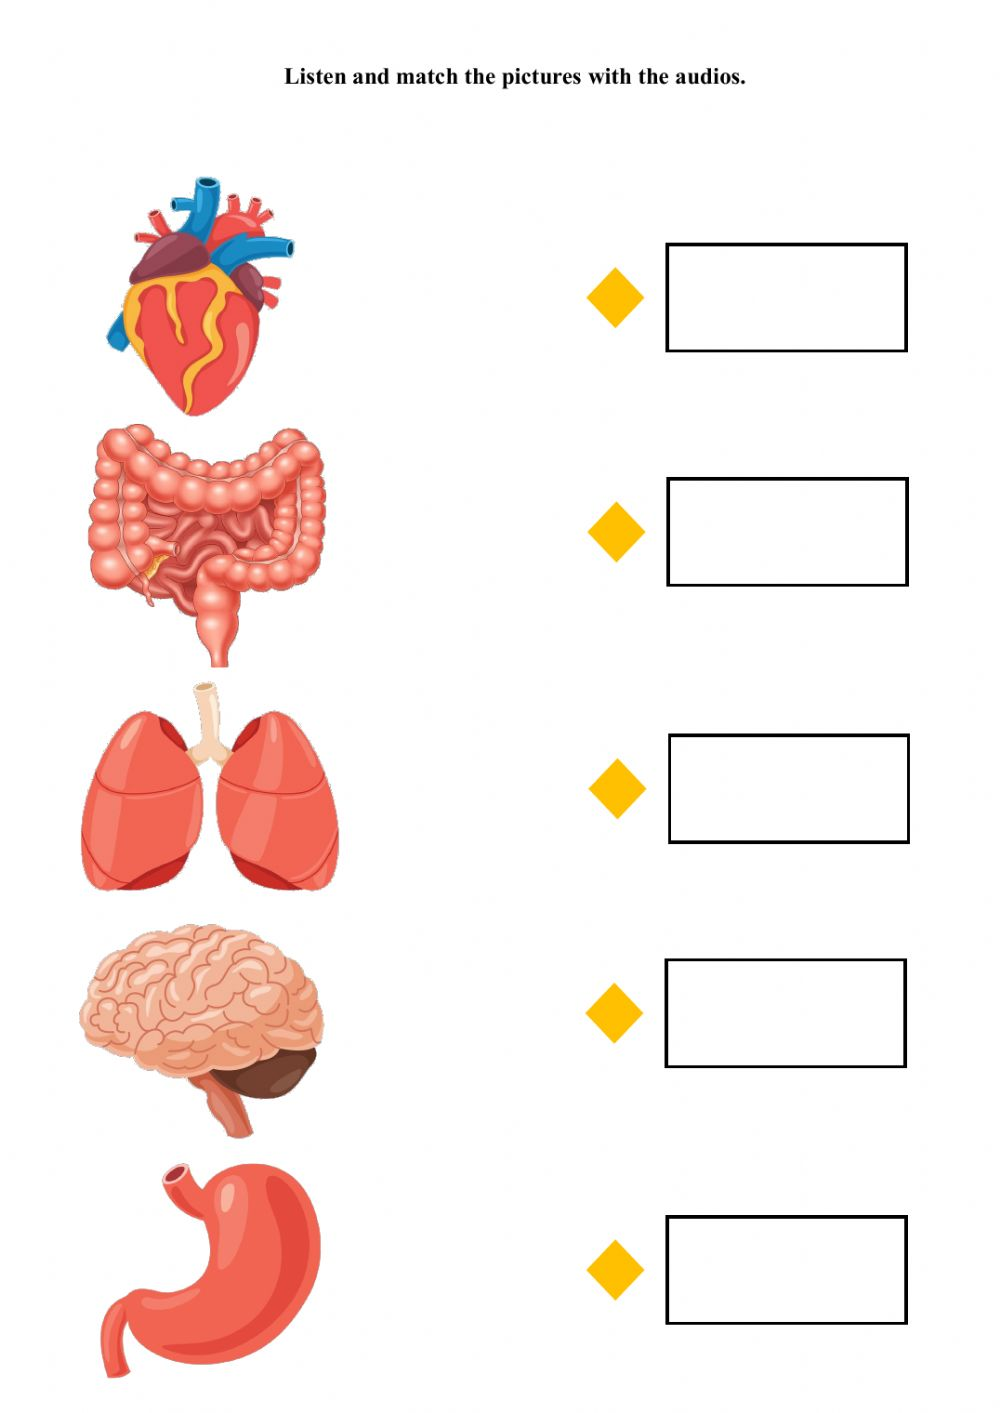 Listen and match the pictures with the audios.